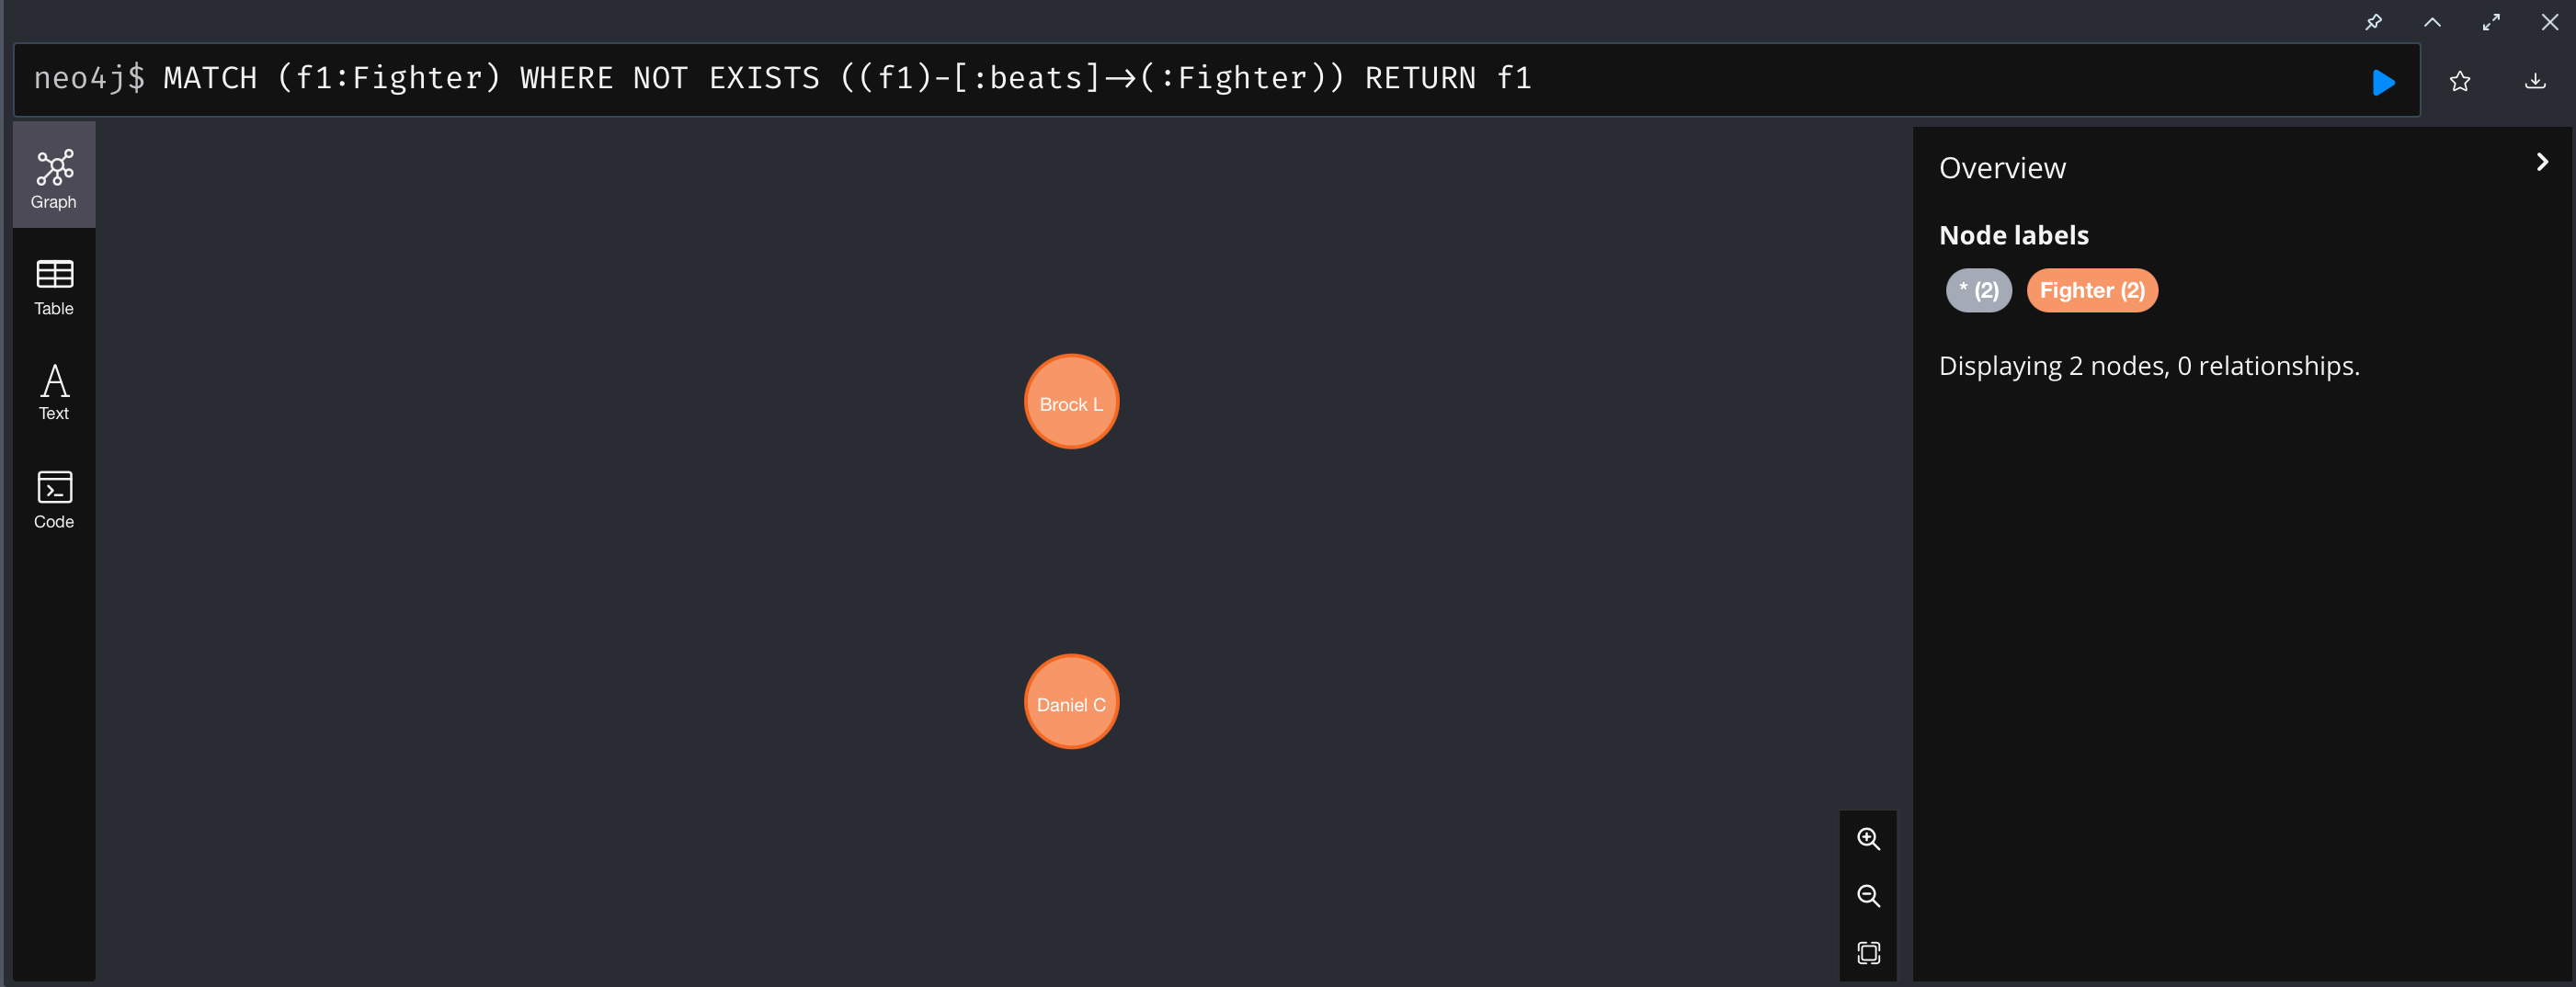 neo4j$ MATCH (f1:Fighter) WHERE NOT EXISTS ((f1)-[:beats]->(:Fighter)) RETURN f1
Graph
Table
Text
Code
Brock L
Daniel C
Overview
Node labels
* (2) Fighter (2)
Displaying 2 nodes, 0 relationships.